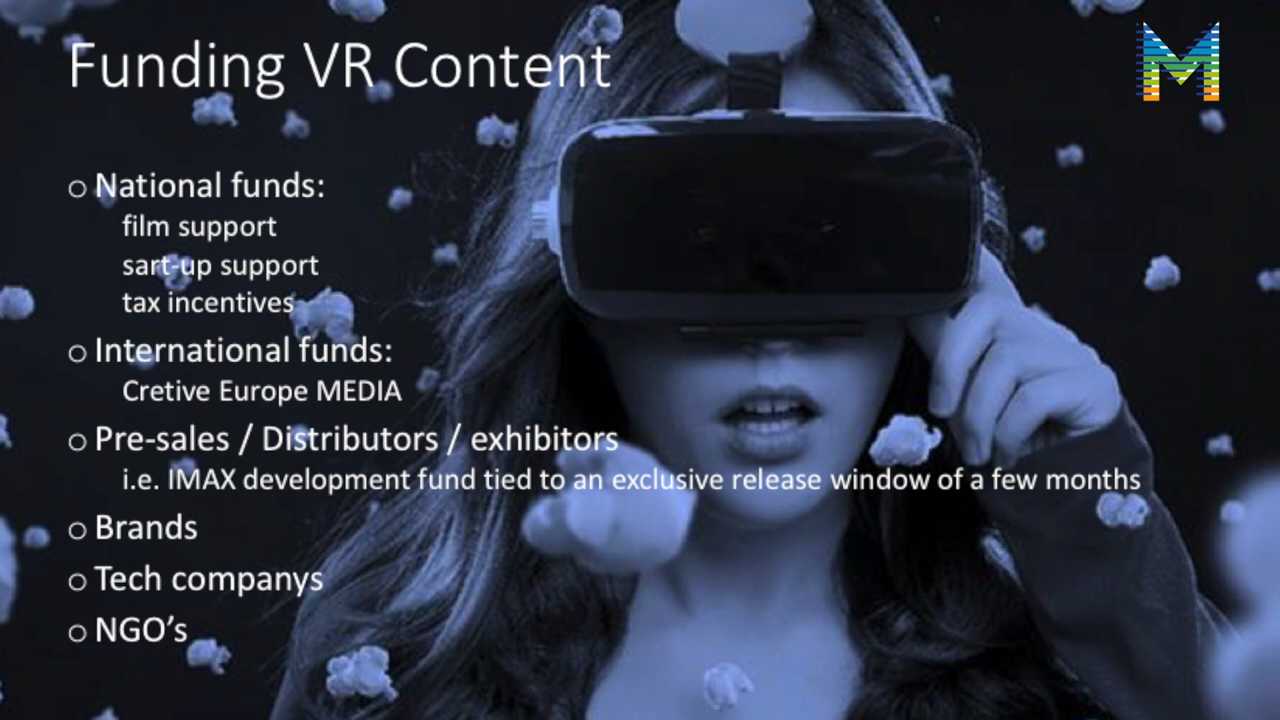 Funding VR Content
M
○ National funds:
film support
sart-up support
tax incentives
○ International funds:
Cretive Europe MEDIA
○ Pre-sales / Distributors / exhibitors
i.e. IMAX development fund tied to an exclusive release window of a few months
○ Brands
○ Tech companys
○ NGO’s